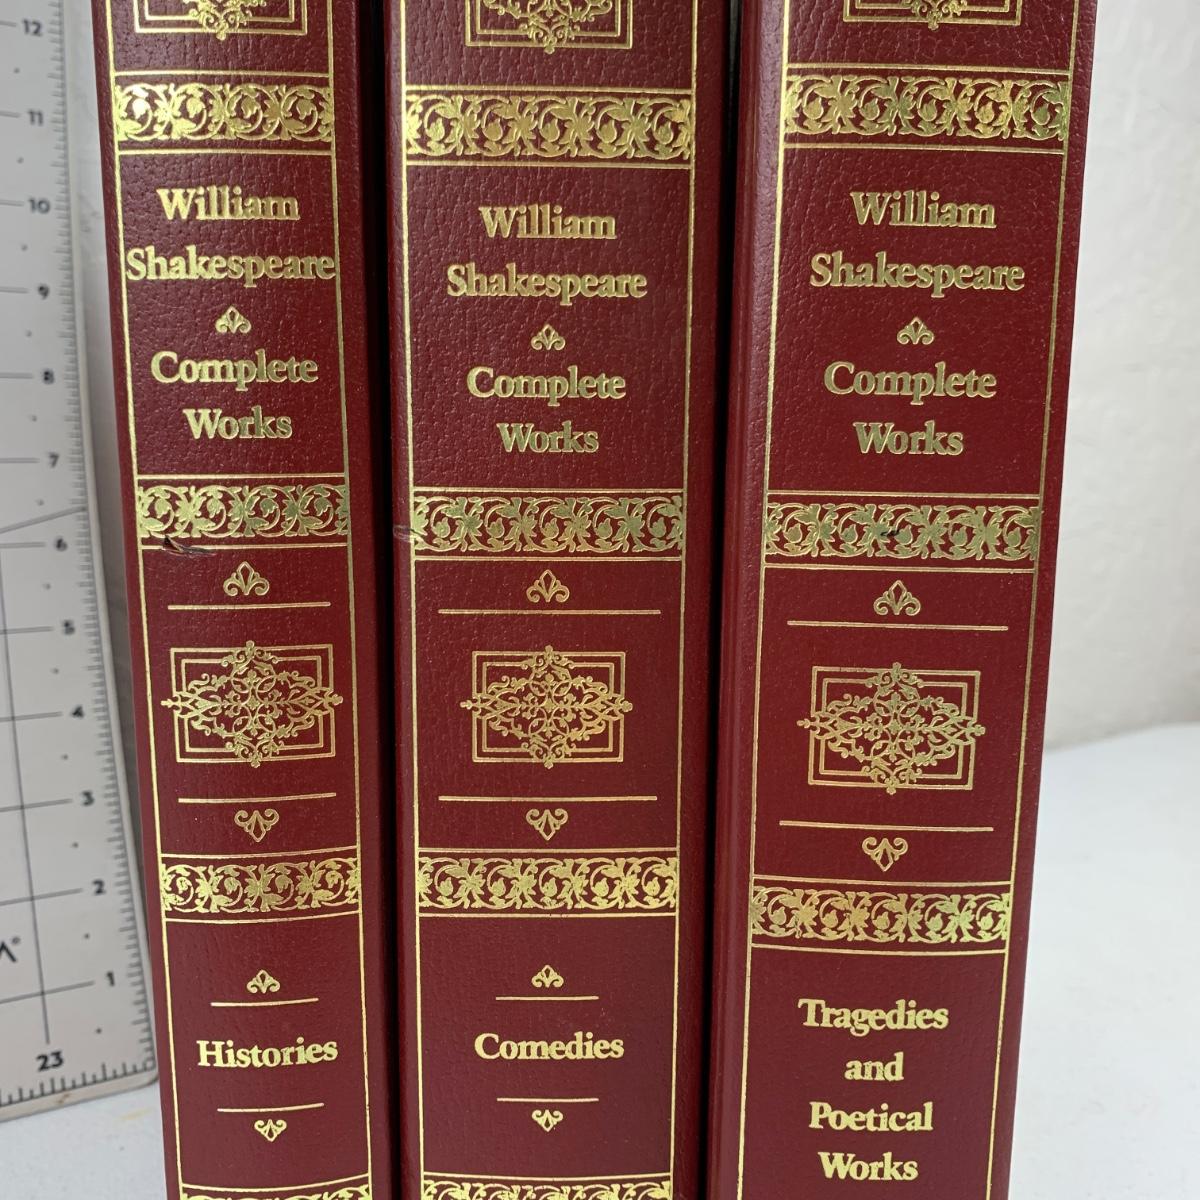 William
Shakespeare
Complete
Works
Histories
William
Shakespeare
Complete
Works
Comedies
William
Shakespeare
Complete
Works
Tragedies
and
Poetical
Works
12
11
10
9
8
7
6
5
4
3
2
1
23